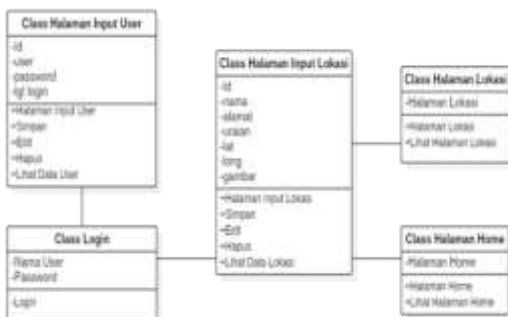 Class Halaman Input User
-Id
-user
-password
-tgl login
+Halaman Input User
+Simpan
+Edit
+Hapus
+Lihat Data User
Class Login
-Nama User
-Password
-Login
Class Halaman Input Lokasi
-Id
-nama
-alamat
-uraian
-lat
-long
-gambar
+Halaman Input Lokasi
+Simpan
+Edit
+Hapus
+Lihat Data Lokasi
Class Halaman Lokasi
-Halaman Lokasi
+Halaman Lokasi
+Lihat Halaman Lokasi
Class Halaman Home
-Halaman Home
+Halaman Home
+Lihat Halaman Home